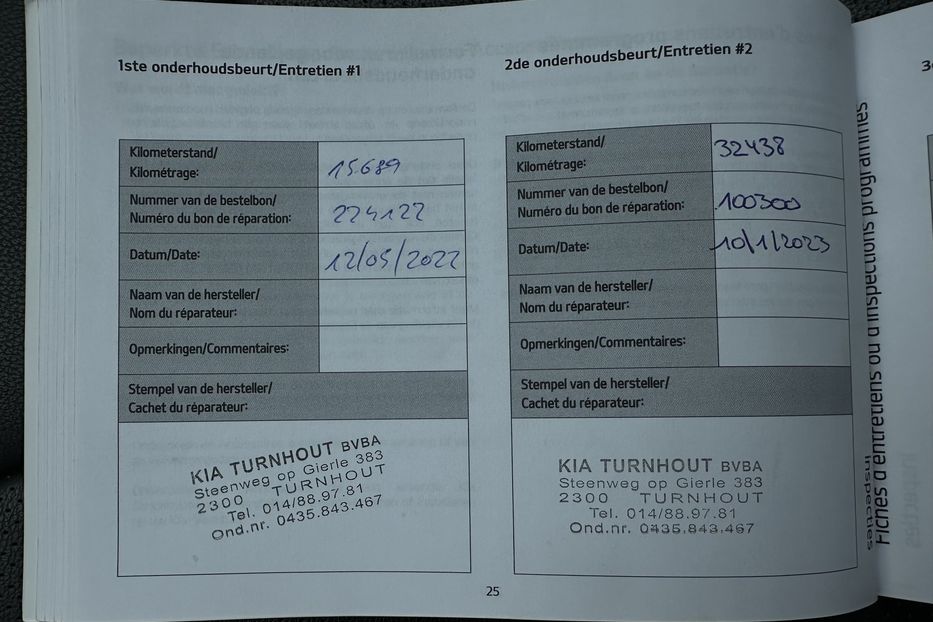 1ste onderhoudsbeurt/Entretien #1
Kilometerstand/
Kilométrage:
15.689
Nummer van de bestelbon/
Numéro du bon de réparation:
224122
Datum/Date:
12/05/2022
Naam van de hersteller/
Nom du réparateur:
Opmerkingen/Commentaires:
Stempel van de hersteller/
Cachet du réparateur:
KIA TURNHOUT BVBA
Steenweg op Gierle 383
2300 TURNHOUT
Tel. 014/88.97.81
Ond.nr. 0435.843.467
2de onderhoudsbeurt/Entretien #2
Kilometerstand/
Kilométrage:
32438
Nummer van de bestelbon/
Numéro du bon de réparation:
100300
Datum/Date:
10/1/2023
Naam van de hersteller/
Nom du réparateur:
Opmerkingen/Commentaires:
Stempel van de hersteller/
Cachet du réparateur:
KIA TURNHOUT BVBA
Steenweg op Gierle 383
2300 TURNHOUT
Tel. 014/88.97.81
Ond.nr. 0435.843.467
25
inspecties
Fiches d'entretiens ou d'inspections programmés